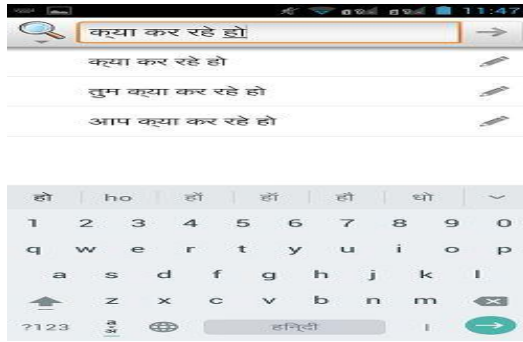 11:47
क्या कर रहे हो
क्या कर रहे हो
तुम क्या कर रहे हो
आप क्या कर रहे हो
हो ho हों हॉ हौ धो
1 2 3 4 5 6 7 8 9 0
q w e r t y u i o p
a s d f g h j k l
z x c v b n m
?123 a अ हिन्दी ।